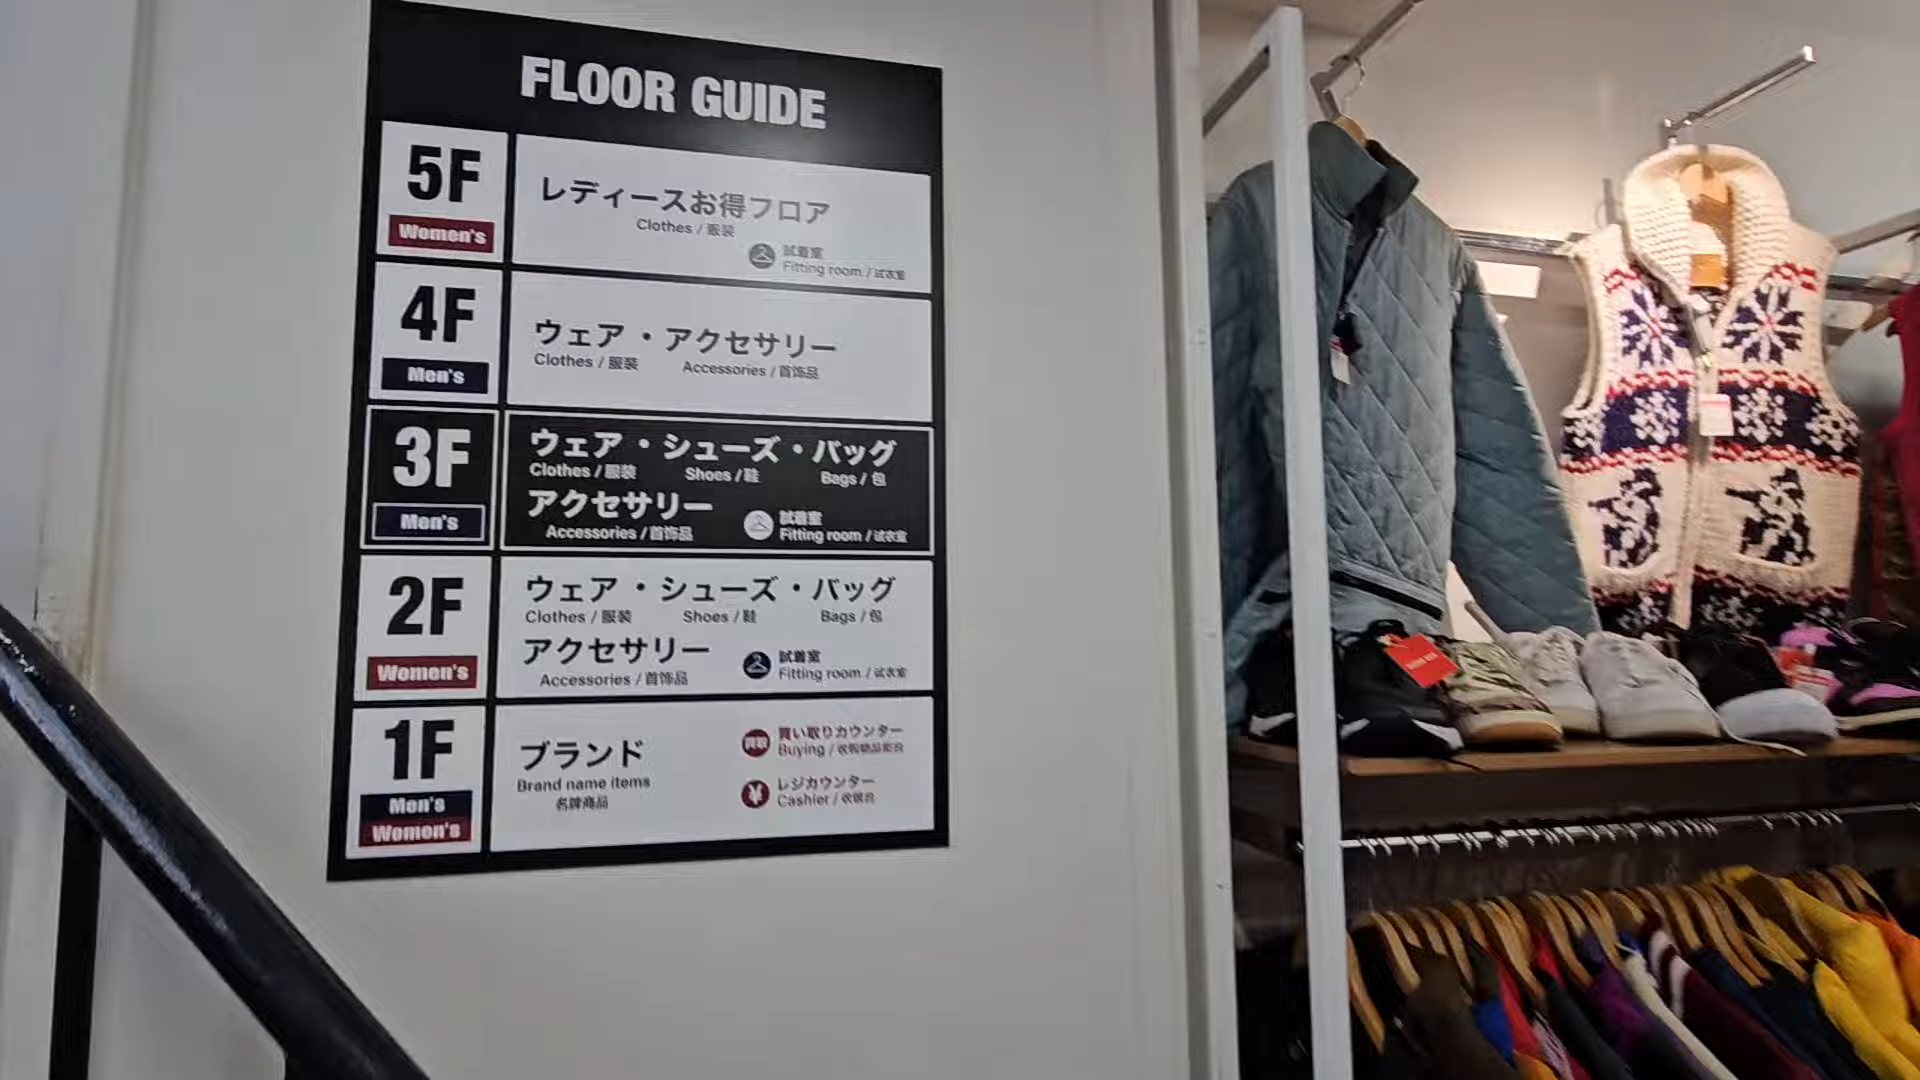 FLOOR GUIDE
5F
Women's
レディースお得フロア
Clothes / 服装
試着室
Fitting room / 试衣室
4F
Men's
ウェア・アクセサリー
Clothes / 服装 Accessories / 首饰品
3F
Men's
ウェア・シューズ・バッグ
Clothes / 服装 Shoes / 鞋 Bags / 包
アクセサリー
Accessories / 首饰品
試着室
Fitting room / 试衣室
2F
Women's
ウェア・シューズ・バッグ
Clothes / 服装 Shoes / 鞋 Bags / 包
アクセサリー
Accessories / 首饰品
試着室
Fitting room / 试衣室
1F
Men's
Women's
ブランド
Brand name items
名牌商品
買取
買い取りカウンター
Buying / 收购物品柜台
¥
レジカウンター
Cashier / 收银台